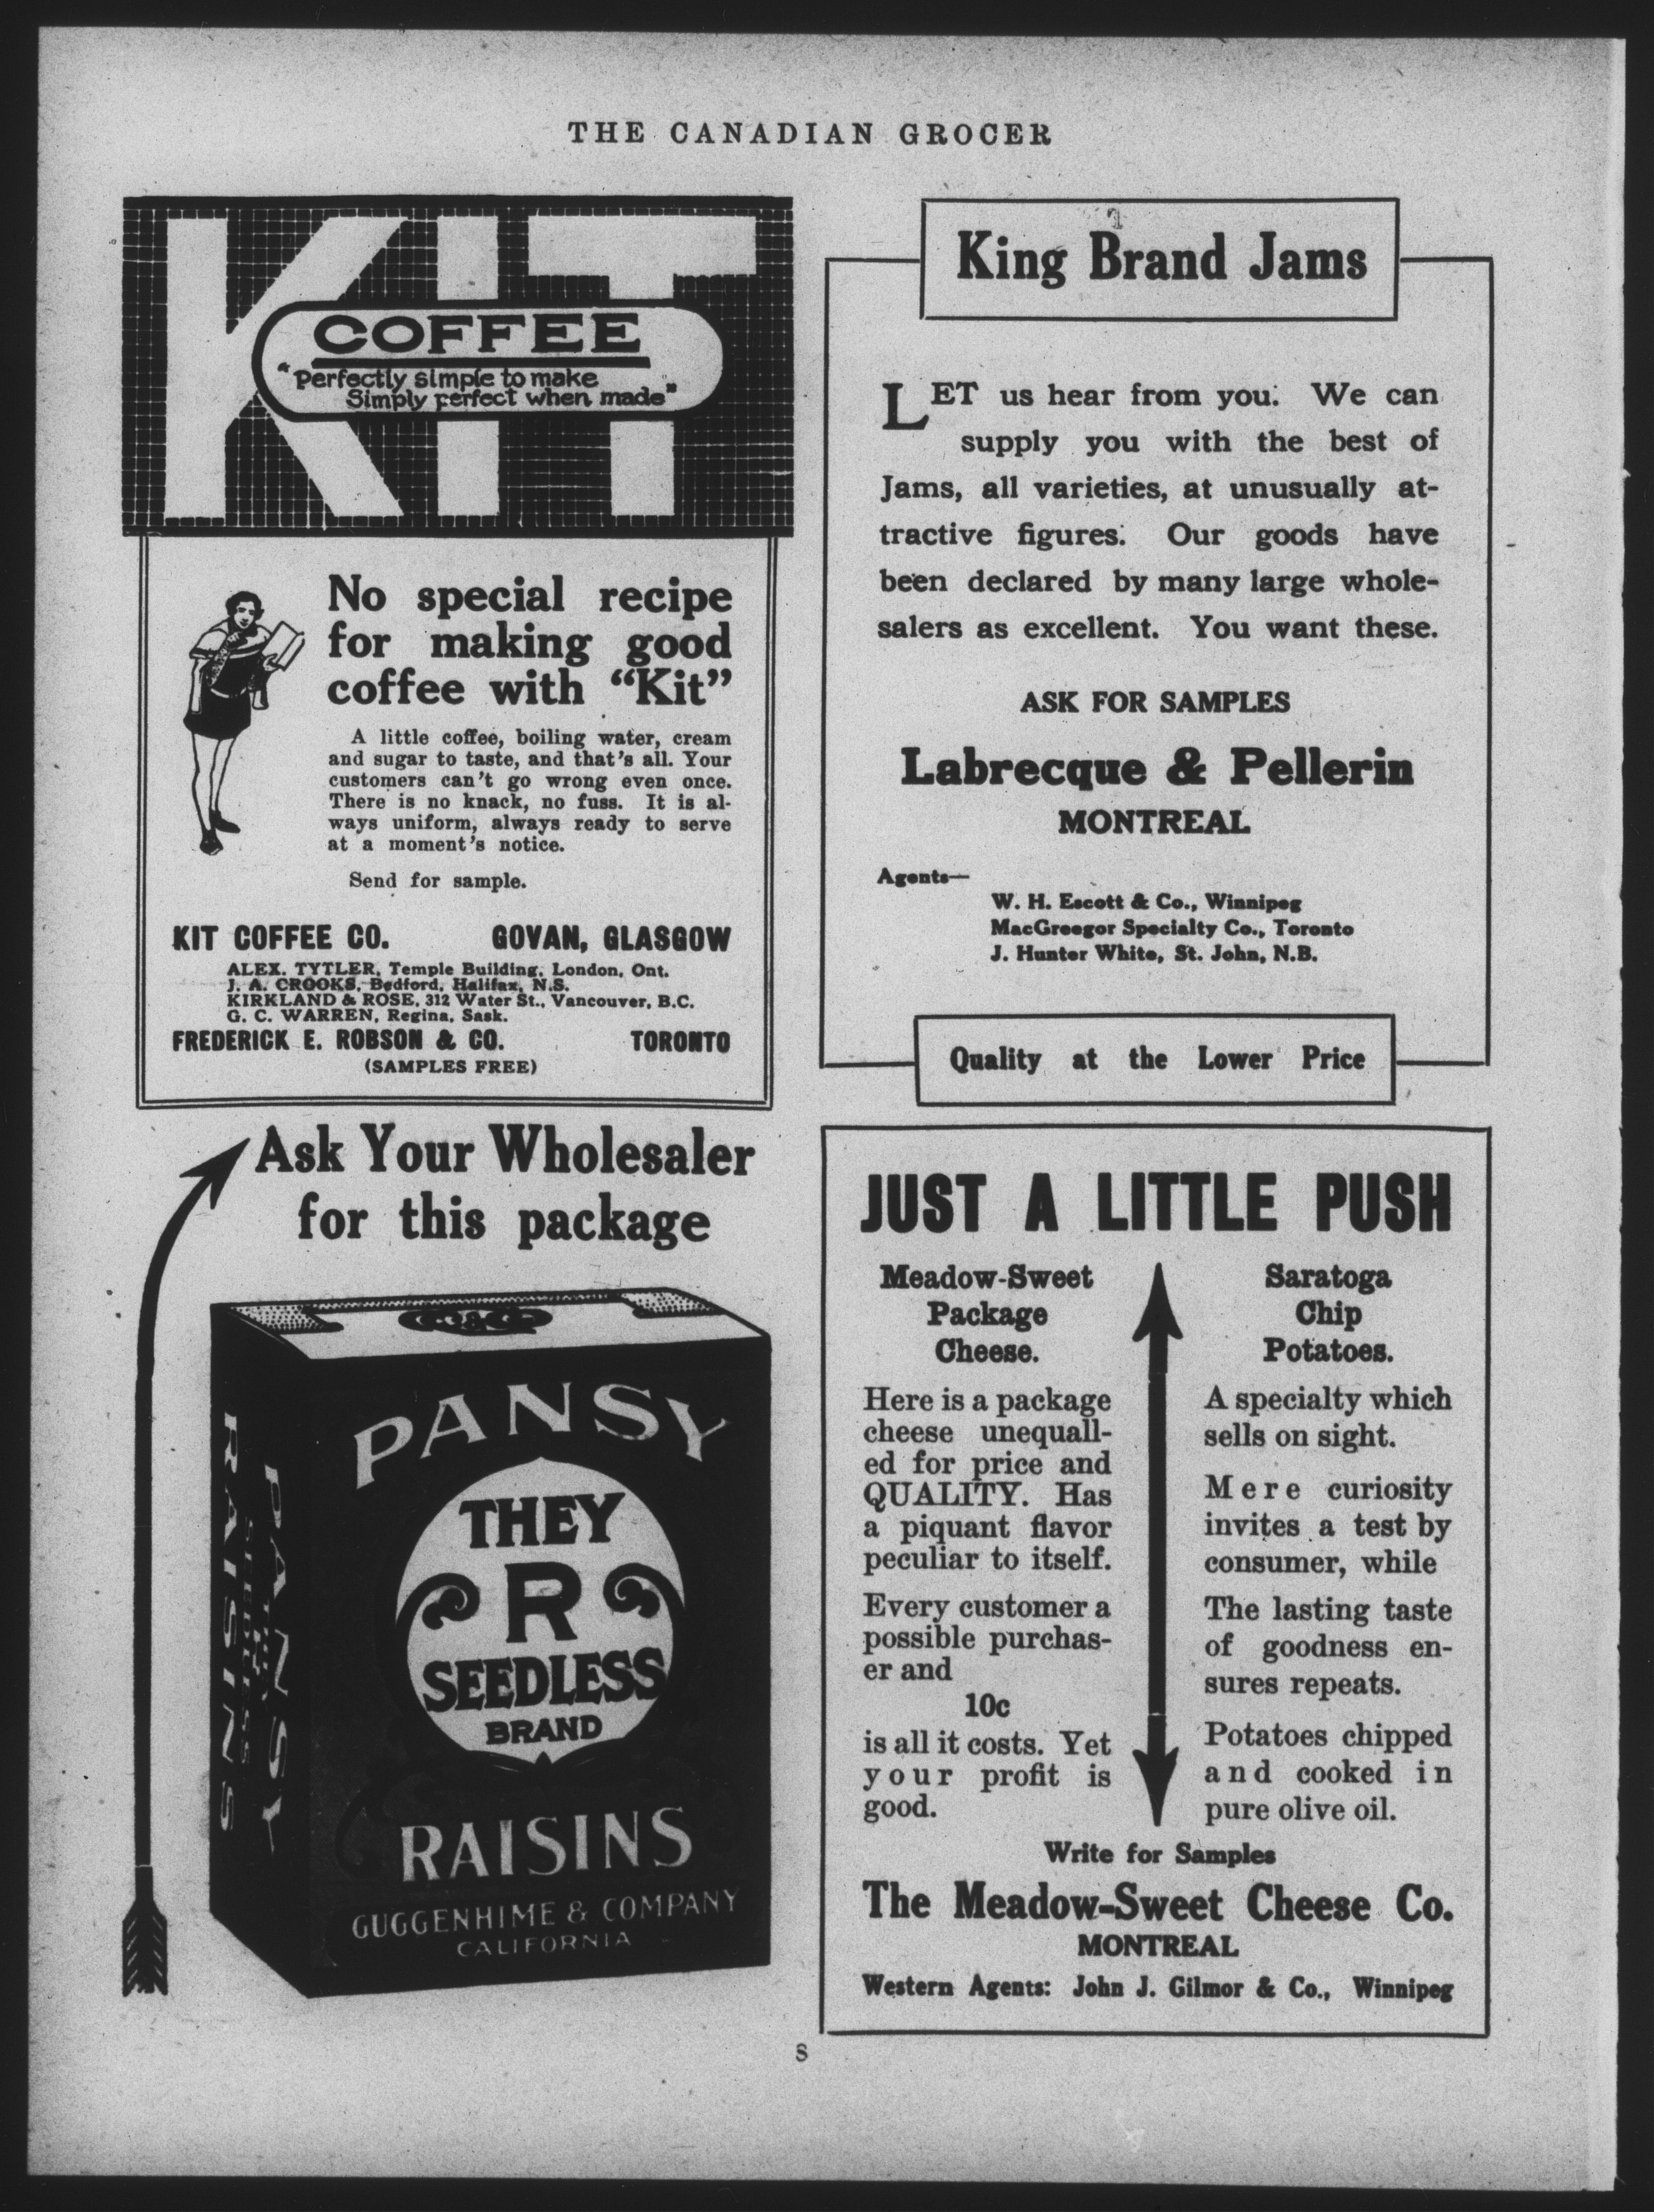 THE CANADIAN GROCER
KIT
COFFEE
"Perfectly simple to make
Simply perfect when made"
No special recipe
for making good
coffee with "Kit"
A little coffee, boiling water, cream
and sugar to taste, and that's all. Your
customers can't go wrong even once.
There is no knack, no fuss. It is al-
ways uniform, always ready to serve
at a moment's notice.
Send for sample.
KIT COFFEE CO. GOVAN, GLASGOW
ALEX. TYTLER, Temple Building, London, Ont.
J. A. CROOKS, Bedford, Halifax, N.S.
KIRKLAND & ROSE, 312 Water St., Vancouver, B.C.
G. C. WARREN, Regina, Sask.
FREDERICK E. ROBSON & CO. TORONTO
(SAMPLES FREE)
King Brand Jams
LET us hear from you. We can
supply you with the best of
Jams, all varieties, at unusually at-
tractive figures. Our goods have
been declared by many large whole-
salers as excellent. You want these.
ASK FOR SAMPLES
Labrecque & Pellerin
MONTREAL
Agents—
W. H. Escott & Co., Winnipeg
MacGreegor Specialty Co., Toronto
J. Hunter White, St. John, N.B.
Quality at the Lower Price
Ask Your Wholesaler
for this package
G&Co
PANSY
THEY
R
SEEDLESS
BRAND
RAISINS
GUGGENHIME & COMPANY
CALIFORNIA
PANSY
SEEDLESS
RAISINS
JUST A LITTLE PUSH
Meadow-Sweet
Package
Cheese.
Here is a package
cheese unequall-
ed for price and
QUALITY. Has
a piquant flavor
peculiar to itself.
Every customer a
possible purchas-
er and
10c
is all it costs. Yet
your profit is
good.
Saratoga
Chip
Potatoes.
A specialty which
sells on sight.
Mere curiosity
invites a test by
consumer, while
The lasting taste
of goodness en-
sures repeats.
Potatoes chipped
and cooked in
pure olive oil.
Write for Samples
The Meadow-Sweet Cheese Co.
MONTREAL
Western Agents: John J. Gilmor & Co., Winnipeg
8